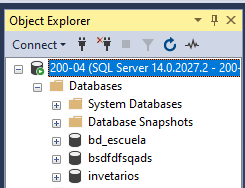 Object Explorer
Connect
200-04 (SQL Server 14.0.2027.2 - 200-
Databases
System Databases
Database Snapshots
bd_escuela
bsdfdfsqads
invetarios